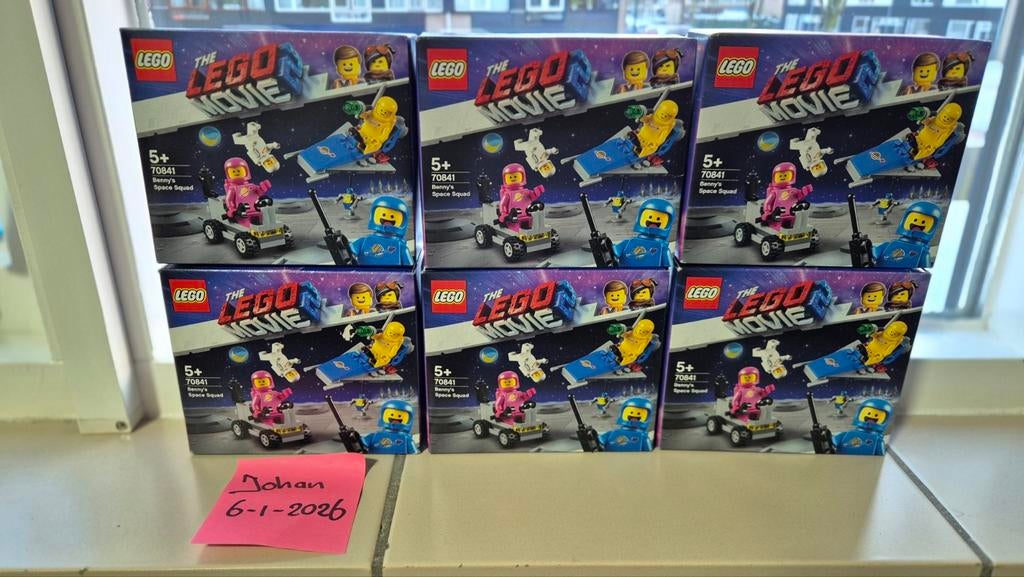 LEGO
THE
LEGO
MOVIE 2
5+
70841
Benny's
Space Squad
LEGO
THE
LEGO
MOVIE 2
5+
70841
Benny's
Space Squad
LEGO
THE
LEGO
MOVIE 2
5+
70841
Benny's
Space Squad
LEGO
THE
LEGO
MOVIE 2
5+
70841
Benny's
Space Squad
LEGO
THE
LEGO
MOVIE 2
5+
70841
Benny's
Space Squad
LEGO
THE
LEGO
MOVIE 2
5+
70841
Benny's
Space Squad
Johan
6-1-2026